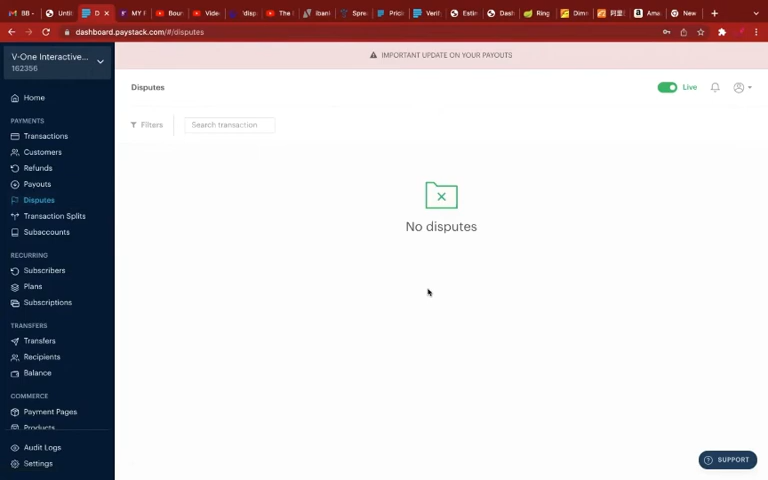 BB -
Untit
D
MY F
Boun
Vide
\disp
The I
ibank
Spre
Prici
Verif
Estin
Dash
Ring
Dime
Ama
New
dashboard.paystack.com/#/disputes
V-One Interactive...
162356
IMPORTANT UPDATE ON YOUR PAYOUTS
Disputes
Live
Filters
Search transaction
No disputes
Home
PAYMENTS
Transactions
Customers
Refunds
Payouts
Disputes
Transaction Splits
Subaccounts
RECURRING
Subscribers
Plans
Subscriptions
TRANSFERS
Transfers
Recipients
Balance
COMMERCE
Payment Pages
Products
Audit Logs
Settings
SUPPORT